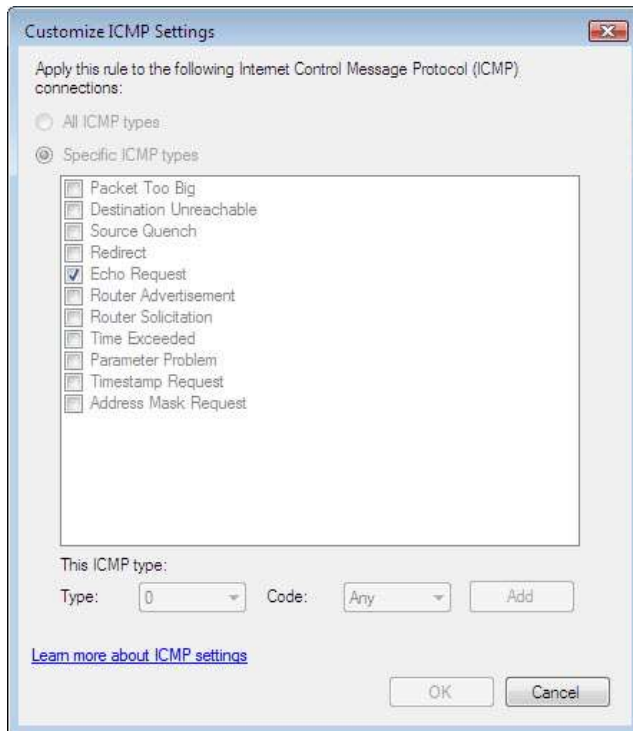 Customize ICMP Settings
Apply this rule to the following Internet Control Message Protocol (ICMP)
connections:
All ICMP types
Specific ICMP types
Packet Too Big
Destination Unreachable
Source Quench
Redirect
Echo Request
Router Advertisement
Router Solicitation
Time Exceeded
Parameter Problem
Timestamp Request
Address Mask Request
This ICMP type:
Type: 0 Code: Any Add
Learn more about ICMP settings
OK Cancel